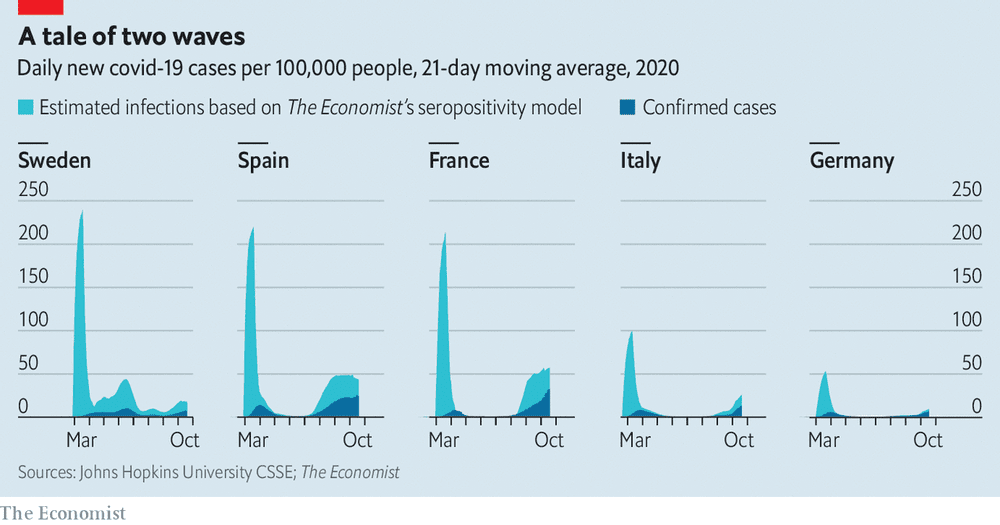 A tale of two waves
Daily new covid-19 cases per 100,000 people, 21-day moving average, 2020
Estimated infections based on The Economist's seropositivity model
Confirmed cases
Sweden
Spain
France
Italy
Germany
250
200
150
100
50
0
250
200
150
100
50
0
Mar
Oct
Mar
Oct
Mar
Oct
Mar
Oct
Mar
Oct
Sources: Johns Hopkins University CSSE; The Economist
The Economist